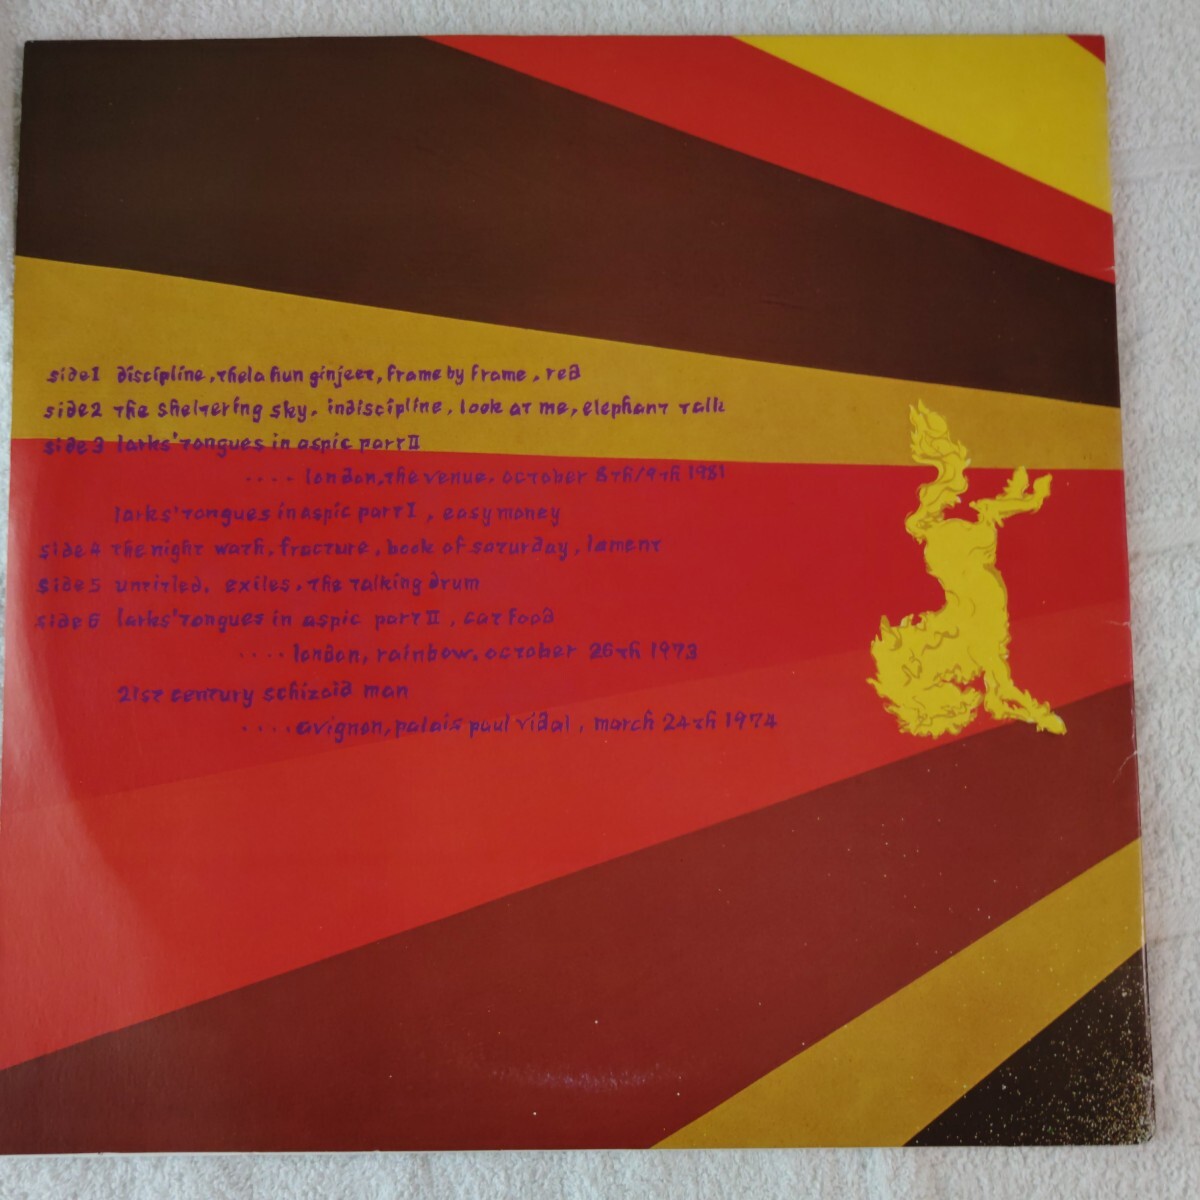 side1 discipline, thela hun ginjeet, frame by frame, red
side2 the sheltering sky, indiscipline, look at me, elephant talk
side3 larks' tongues in aspic part II
.... london, the venue, october 8th/9th 1981
larks' tongues in aspic part I, easy money
side4 the night wath, fracture, book of saturday, lament
side5 untitled, exiles, the talking drum
side6 larks' tongues in aspic part II, cat food
.... london, rainbow, october 26th 1973
21st century schizoid man
.... avignon, palais paul vidal, march 24th 1974